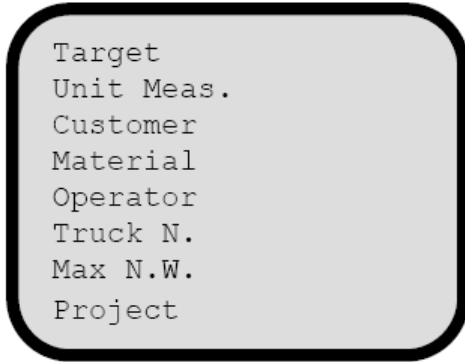 Target
Unit Meas.
Customer
Material
Operator
Truck N.
Max N.W.
Project